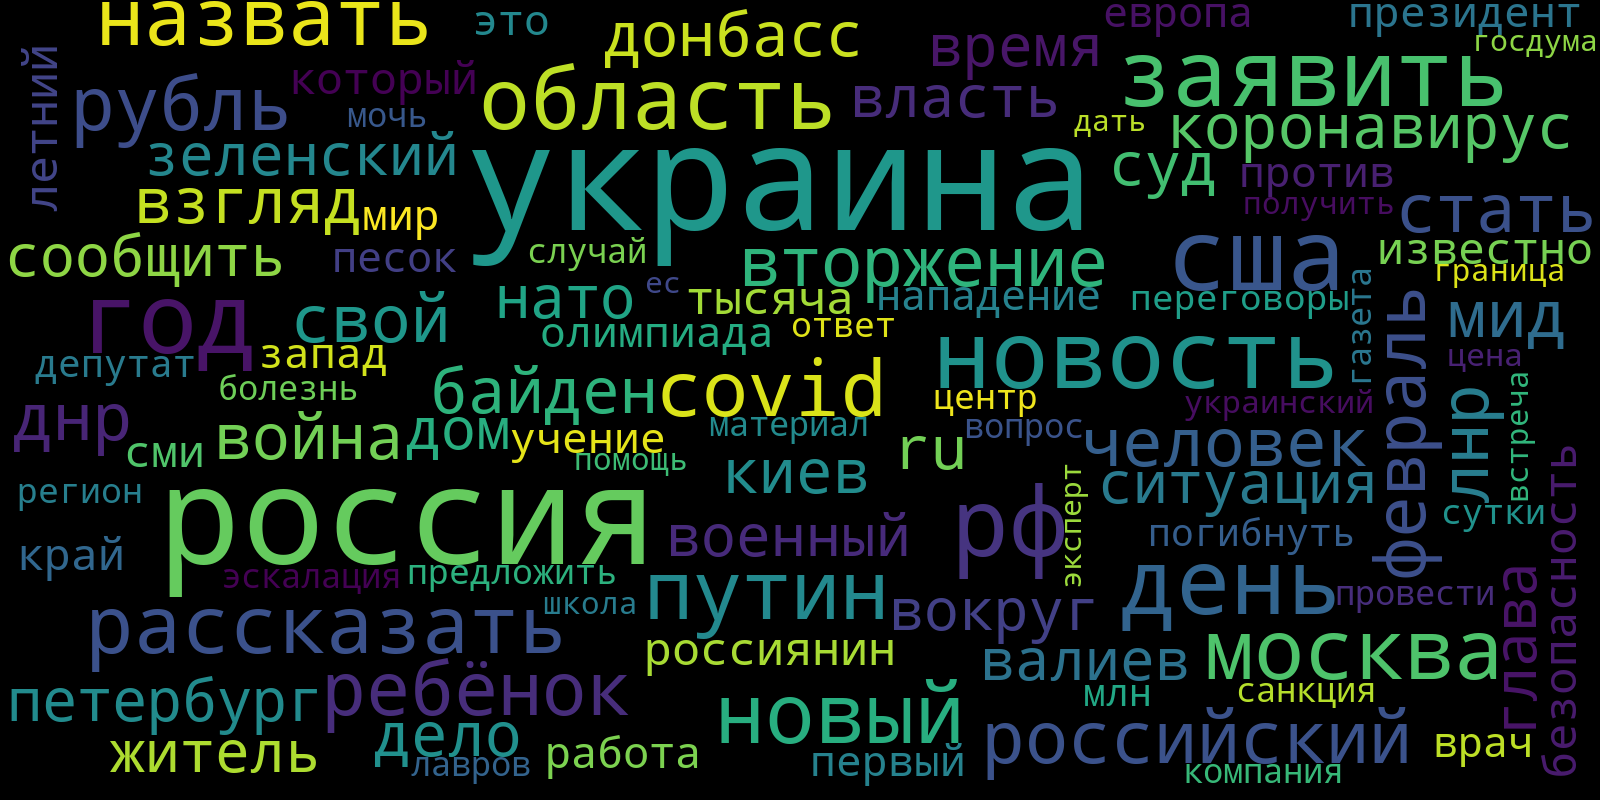 назвать
это
донбасс
время
европа
президент
госдума
летний
рубль
который
мочь
область
власть
заявить
дать
коронавирус
зеленский
украина
суд
против
получить
стать
взгляд
мир
сообщить
песок
случай
ес
вторжение
сша
известно
граница
год
свой
нато
тысяча
нападение
переговоры
газета
мид
олимпиада
ответ
новость
цена
депутат
запад
болезнь
байден
covid
центр
украинский
февраль
лнр
встреча
днр
сми
война
дом
учение
материал
помощь
ru
вопрос
человек
регион
россия
киев
рф
эксперт
ситуация
сутки
край
эскалация
предложить
военный
погибнуть
безопасность
рассказать
школа
путин
вокруг
день
провести
глава
россиянин
валиев
москва
петербург
ребёнок
новый
млн
санкция
житель
дело
лавров
работа
первый
российский
врач
компания